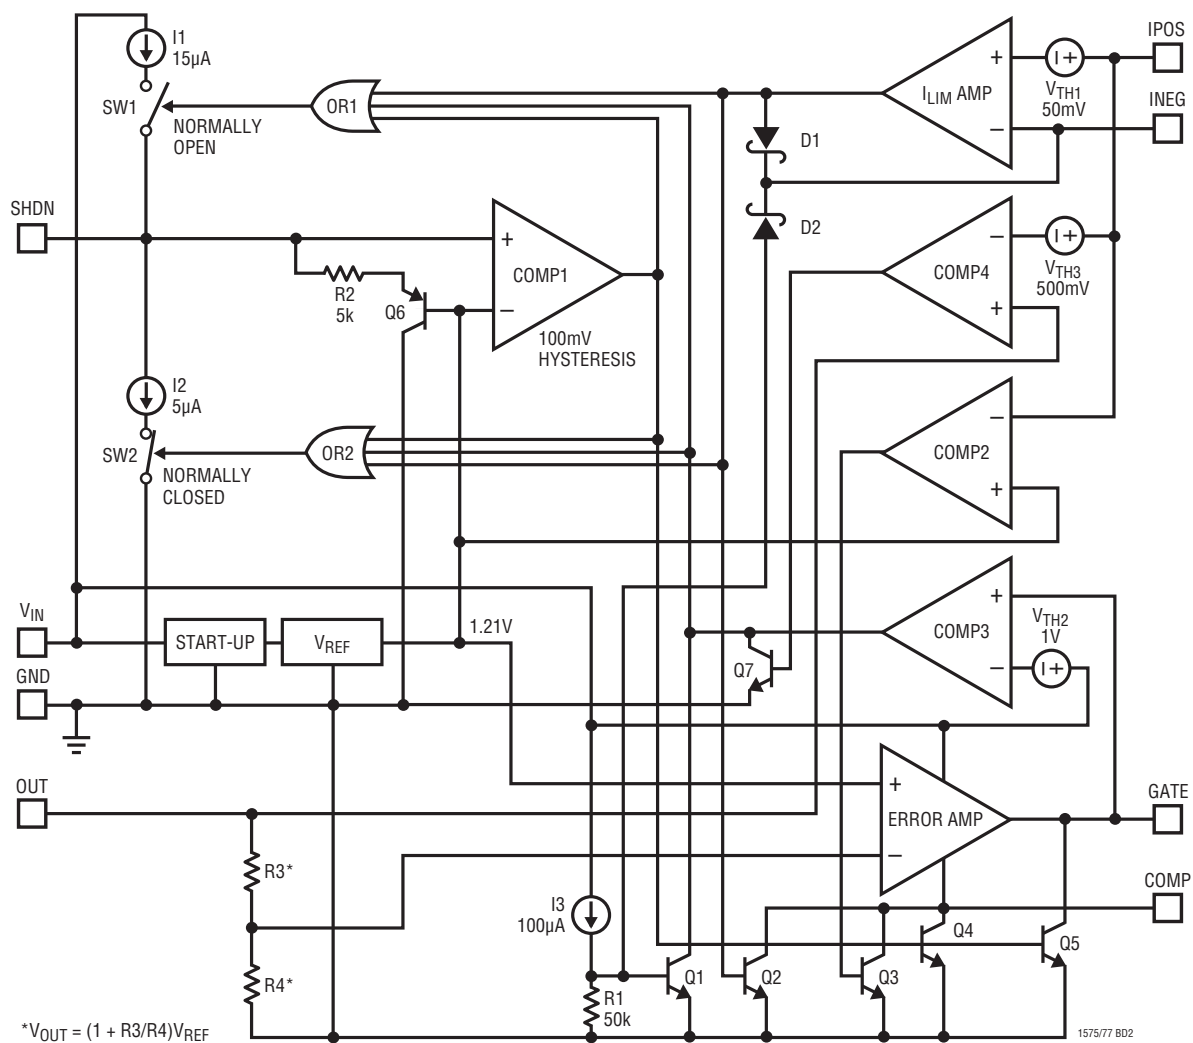 I1
15µA
SW1
NORMALLY
OPEN
OR1
ILIM AMP
+
–
I+
VTH1
50mV
IPOS
INEG
D1
D2
SHDN
R2
5k
Q6
+
–
COMP1
100mV
HYSTERESIS
COMP4
–
+
I+
VTH3
500mV
I2
5µA
SW2
NORMALLY
CLOSED
OR2
COMP2
–
+
VIN
START-UP
VREF
1.21V
GND
COMP3
+
–
VTH2
1V
I+
Q7
OUT
+
–
ERROR AMP
GATE
COMP
R3*
R4*
I3
100µA
R1
50k
Q1
Q2
Q3
Q4
Q5
*VOUT = (1 + R3/R4)VREF
1575/77 BD2